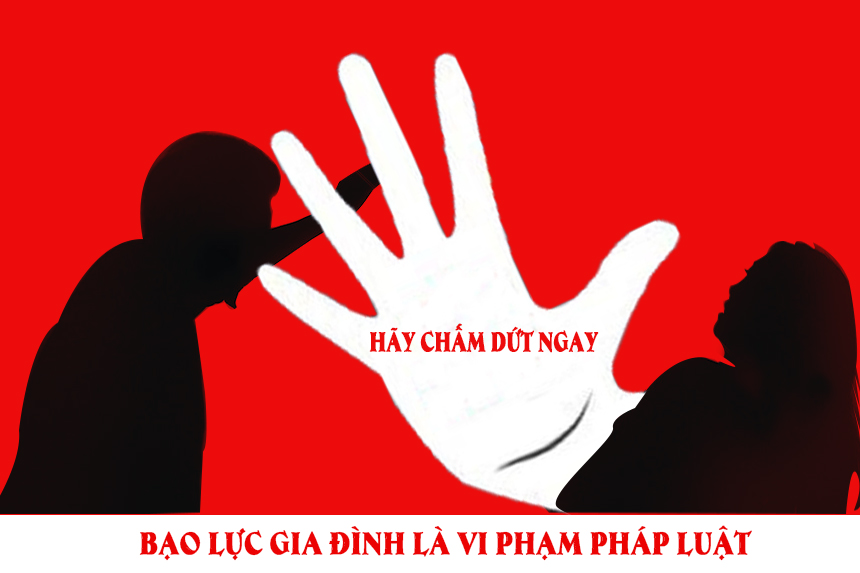 HÃY CHẤM DỨT NGAY
BẠO LỰC GIA ĐÌNH LÀ VI PHẠM PHÁP LUẬT